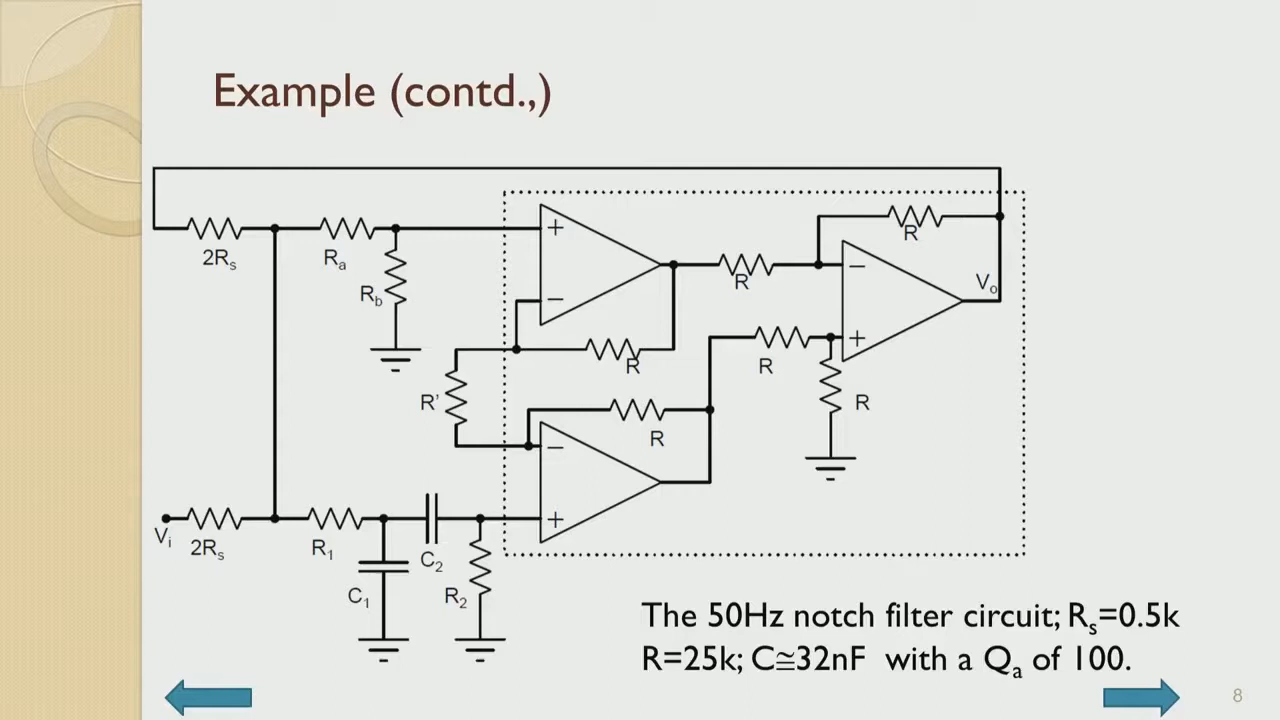 Example (contd.,)
2Rs
Ra
Rb
+
−
R
R'
R
−
+
R
R
−
+
Vo
R
R
Vi
2Rs
R1
C1
C2
R2
The 50Hz notch filter circuit; Rs=0.5k
R=25k; C≅32nF with a Qa of 100.
8